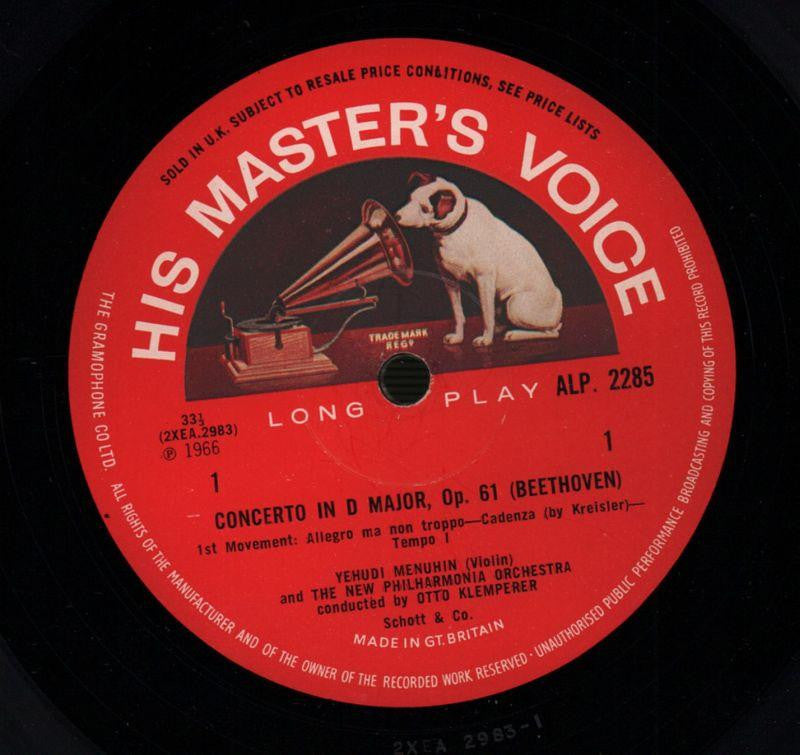 SOLD IN U.K. SUBJECT TO RESALE PRICE CONDITIONS, SEE PRICE LISTS
HIS MASTER'S VOICE
TRADE MARK
REGD
LONG PLAY
ALP. 2285
33⅓
(2XEA.2983)
℗ 1966
1
1
CONCERTO IN D MAJOR, Op. 61 (BEETHOVEN)
1st Movement: Allegro ma non troppo—Cadenza (by Kreisler)—
Tempo I
YEHUDI MENUHIN (Violin)
and THE NEW PHILHARMONIA ORCHESTRA
conducted by OTTO KLEMPERER
Schott & Co.
MADE IN GT. BRITAIN
THE GRAMOPHONE CO LTD. ALL RIGHTS OF THE MANUFACTURER AND OF THE OWNER OF THE RECORDED WORK RESERVED · UNAUTHORISED PUBLIC PERFORMANCE BROADCASTING AND COPYING OF THIS RECORD PROHIBITED
2XEA 2983-1